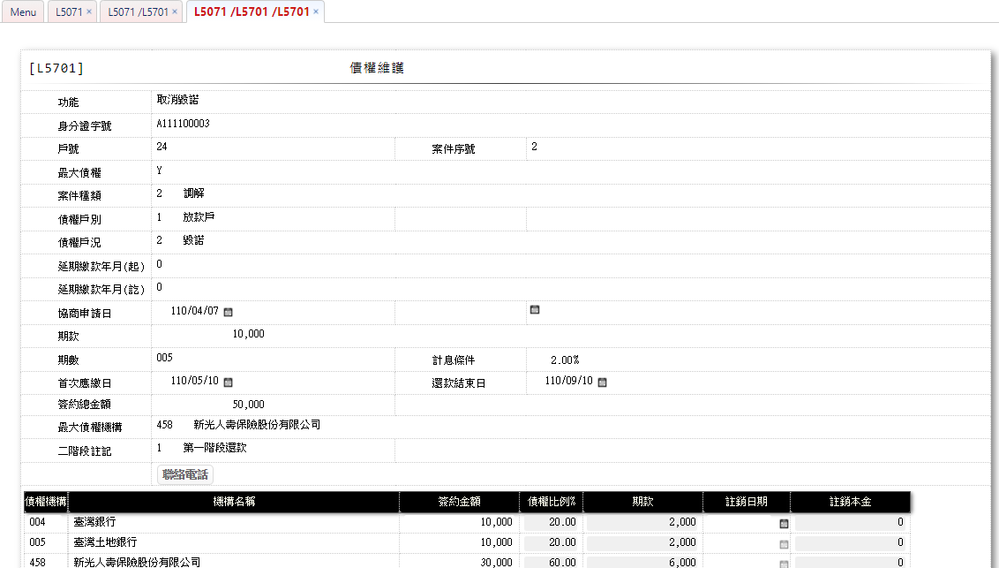 Menu L5071 × L5071 /L5701 × L5071 /L5701 /L5701 ×
[L5701] 債權維護
功能 取消毀諾
身分證字號 A111100003
戶號 24 案件序號 2
最大債權 Y
案件種類 2 調解
債權戶別 1 放款戶
債權戶況 2 毀諾
延期繳款年月(起) 0
延期繳款年月(訖) 0
協商申請日 110/04/07
期款 10,000
期數 005 計息條件 2.00%
首次應繳日 110/05/10 還款結束日 110/09/10
簽約總金額 50,000
最大債權機構 458 新光人壽保險股份有限公司
二階段註記 1 第一階段還款
聯絡電話
債權機構 機構名稱 簽約金額 債權比例% 期款 註銷日期 註銷本金
004 臺灣銀行 10,000 20.00 2,000 0
005 臺灣土地銀行 10,000 20.00 2,000 0
458 新光人壽保險股份有限公司 30,000 60.00 6,000 0